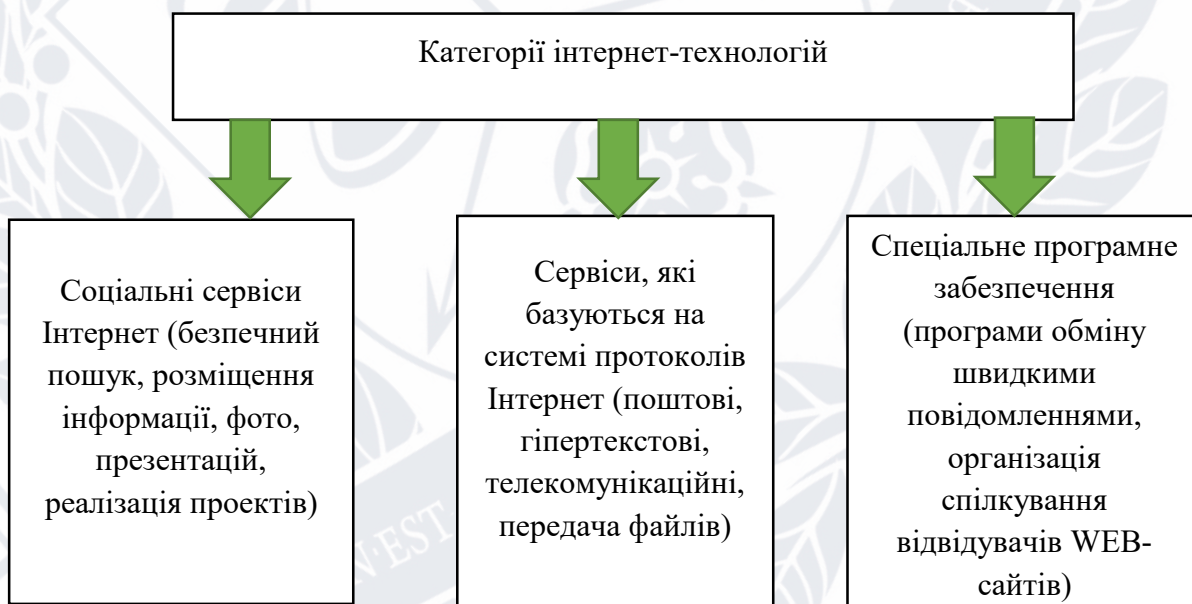 Категорії інтернет-технологій
Соціальні сервіси
Інтернет (безпечний
пошук, розміщення
інформації, фото,
презентацій,
реалізація проектів)
Сервіси, які
базуються на
системі протоколів
Інтернет (поштові,
гіпертекстові,
телекомунікаційні,
передача файлів)
Спеціальне програмне
забезпечення
(програми обміну
швидкими
повідомленнями,
організація
спілкування
відвідувачів WEB-
сайтів)